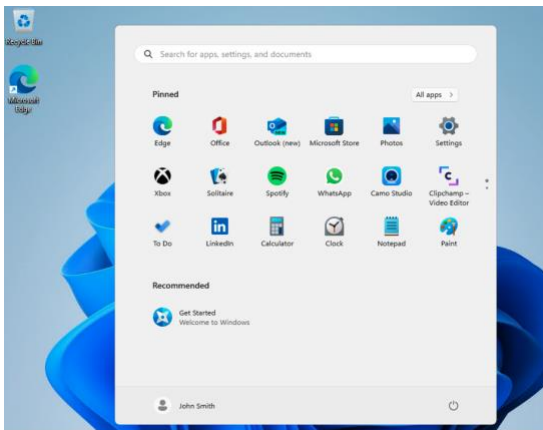 Recycle Bin
Microsoft
Edge
Search for apps, settings, and documents
Pinned
All apps >
Edge
Office
Outlook (new)
Microsoft Store
Photos
Settings
Xbox
Solitaire
Spotify
WhatsApp
Camo Studio
Clipchamp –
Video Editor
To Do
LinkedIn
Calculator
Clock
Notepad
Paint
Recommended
Get Started
Welcome to Windows
John Smith